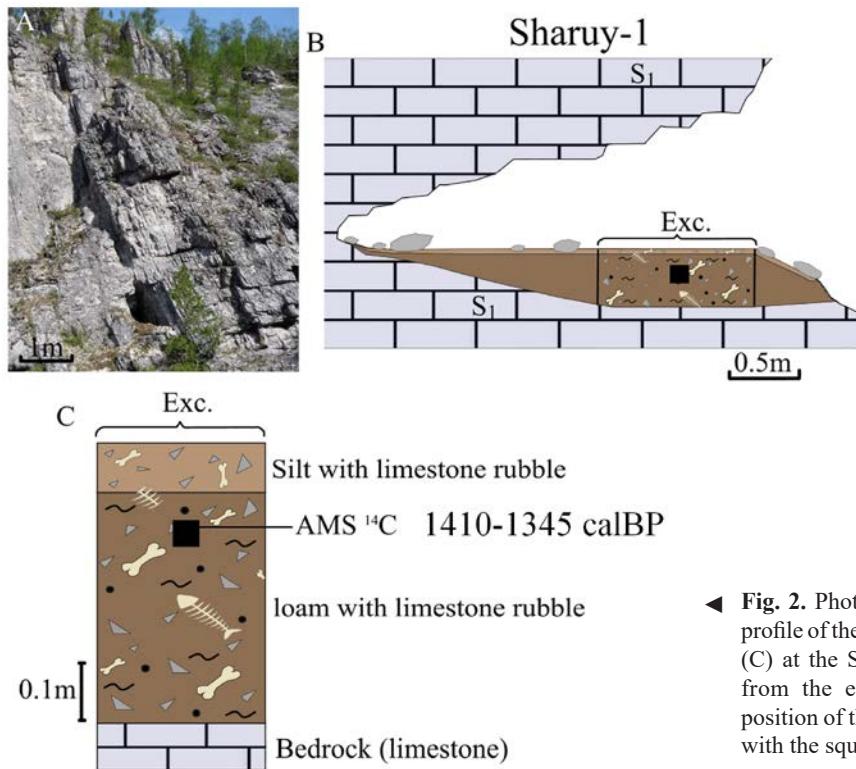 A
1m
B
Sharuy-1
S₁
Exc.
S₁
0.5m
C
Exc.
Silt with limestone rubble
AMS ¹⁴C 1410-1345 calBP
loam with limestone rubble
0.1m
Bedrock (limestone)
◄ Fig. 2. Phot
profile of the
(C) at the S
from the e
position of th
with the squ